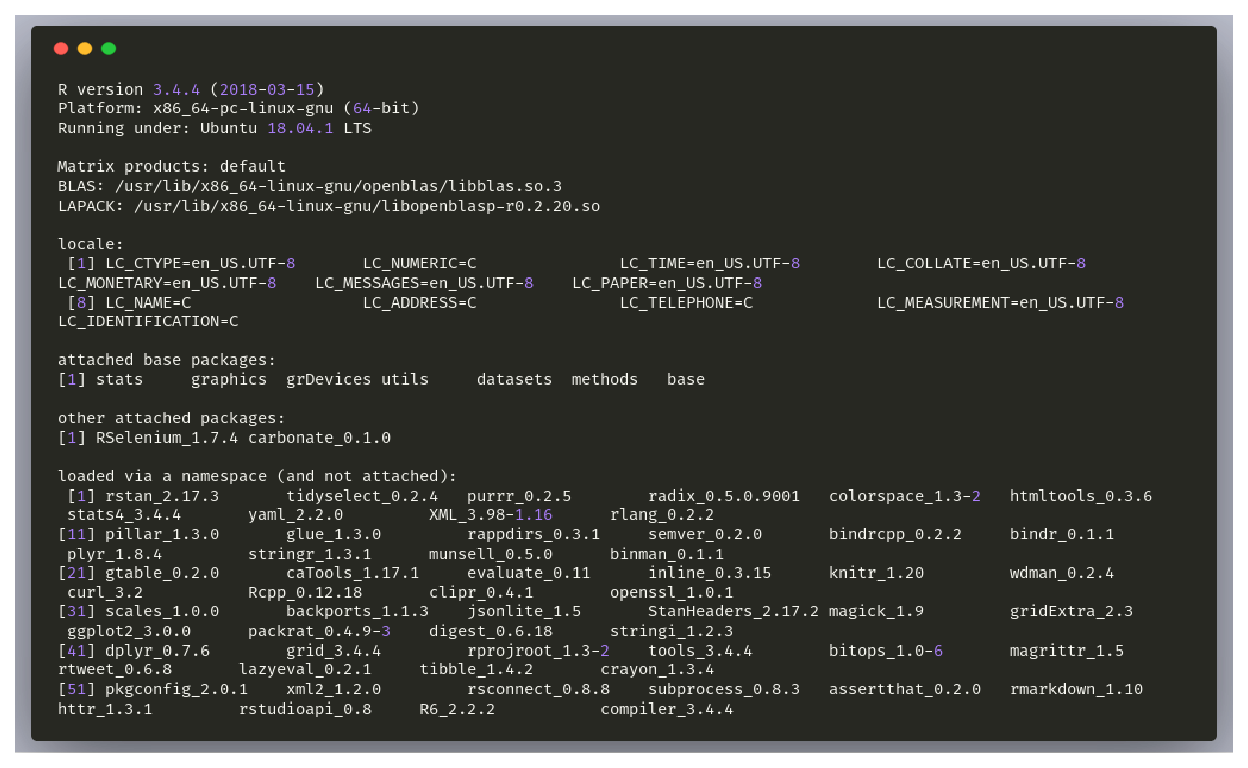 R version 3.4.4 (2018-03-15)
Platform: x86_64-pc-linux-gnu (64-bit)
Running under: Ubuntu 18.04.1 LTS

Matrix products: default
BLAS: /usr/lib/x86_64-linux-gnu/openblas/libblas.so.3
LAPACK: /usr/lib/x86_64-linux-gnu/libopenblasp-r0.2.20.so

locale:
 [1] LC_CTYPE=en_US.UTF-8       LC_NUMERIC=C               LC_TIME=en_US.UTF-8        LC_COLLATE=en_US.UTF-8
LC_MONETARY=en_US.UTF-8    LC_MESSAGES=en_US.UTF-8    LC_PAPER=en_US.UTF-8
 [8] LC_NAME=C                  LC_ADDRESS=C               LC_TELEPHONE=C             LC_MEASUREMENT=en_US.UTF-8
LC_IDENTIFICATION=C

attached base packages:
[1] stats     graphics  grDevices utils     datasets  methods   base

other attached packages:
[1] RSelenium_1.7.4 carbonate_0.1.0

loaded via a namespace (and not attached):
 [1] rstan_2.17.3       tidyselect_0.2.4   purrr_0.2.5        radix_0.5.0.9001   colorspace_1.3-2   htmltools_0.3.6
 stats4_3.4.4       yaml_2.2.0         XML_3.98-1.16      rlang_0.2.2
[11] pillar_1.3.0       glue_1.3.0         rappdirs_0.3.1     semver_0.2.0       bindrcpp_0.2.2     bindr_0.1.1
 plyr_1.8.4         stringr_1.3.1      munsell_0.5.0      binman_0.1.1
[21] gtable_0.2.0       caTools_1.17.1     evaluate_0.11      inline_0.3.15      knitr_1.20         wdman_0.2.4
 curl_3.2           Rcpp_0.12.18       clipr_0.4.1        openssl_1.0.1
[31] scales_1.0.0       backports_1.1.3    jsonlite_1.5       StanHeaders_2.17.2 magick_1.9         gridExtra_2.3
 ggplot2_3.0.0      packrat_0.4.9-3    digest_0.6.18      stringi_1.2.3
[41] dplyr_0.7.6        grid_3.4.4         rprojroot_1.3-2    tools_3.4.4        bitops_1.0-6       magrittr_1.5
rtweet_0.6.8       lazyeval_0.2.1     tibble_1.4.2       crayon_1.3.4
[51] pkgconfig_2.0.1    xml2_1.2.0         rsconnect_0.8.8    subprocess_0.8.3   assertthat_0.2.0   rmarkdown_1.10
httr_1.3.1         rstudioapi_0.8     R6_2.2.2           compiler_3.4.4